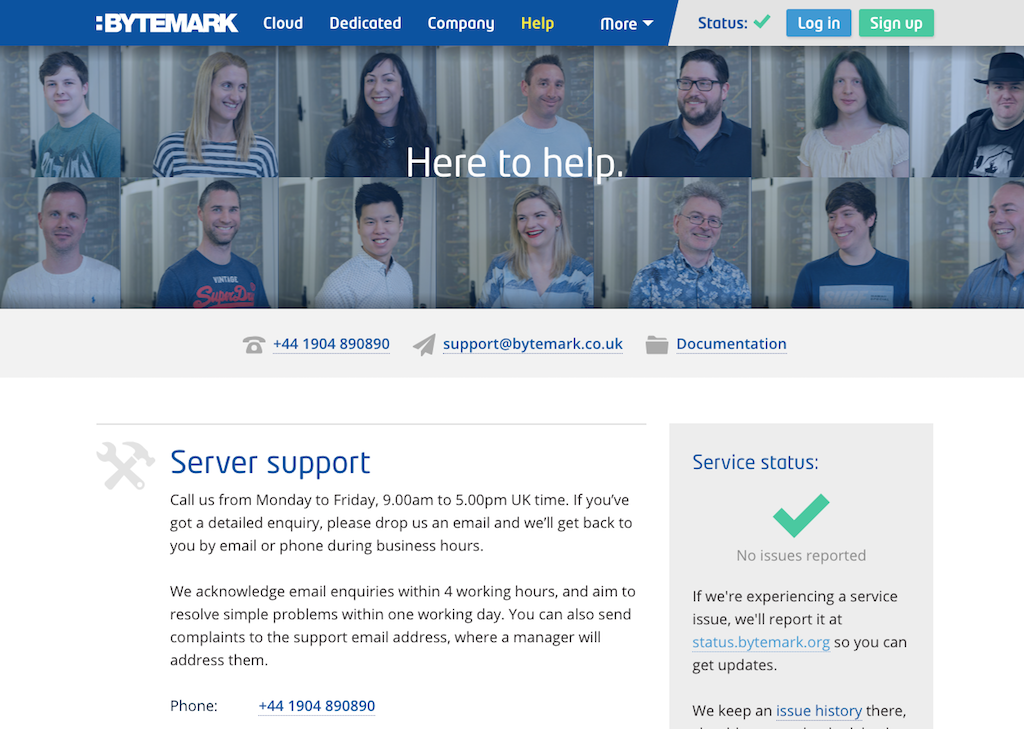 BYTEMARK Cloud Dedicated Company Help More Status: Log in Sign up
Here to help.
VINTAGE
SuperDry
+44 1904 890890 support@bytemark.co.uk Documentation
Server support
Call us from Monday to Friday, 9.00am to 5.00pm UK time. If you’ve
got a detailed enquiry, please drop us an email and we’ll get back to
you by email or phone during business hours.
We acknowledge email enquiries within 4 working hours, and aim to
resolve simple problems within one working day. You can also send
complaints to the support email address, where a manager will
address them.
Phone: +44 1904 890890
Service status:
No issues reported
If we're experiencing a service
issue, we'll report it at
status.bytemark.org so you can
get updates.
We keep an issue history there,